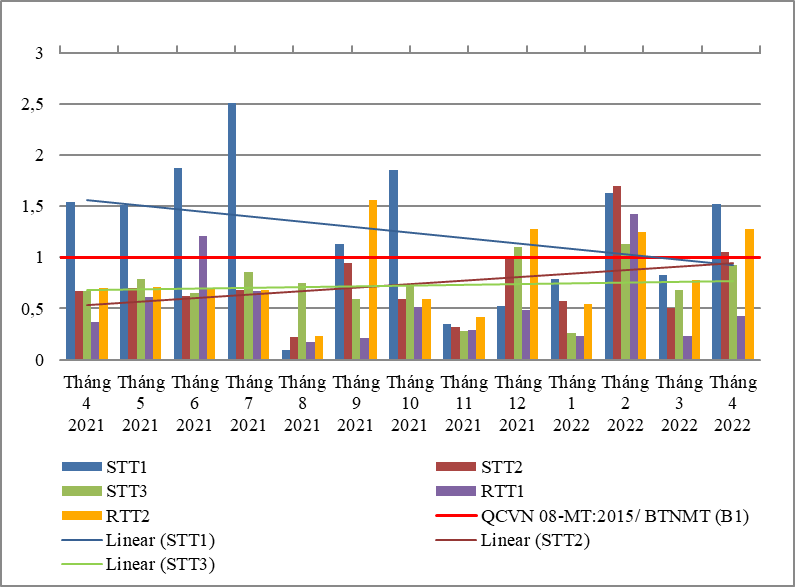 3
2,5
2
1,5
1
0,5
0
Tháng 4 2021
Tháng 5 2021
Tháng 6 2021
Tháng 7 2021
Tháng 8 2021
Tháng 9 2021
Tháng 10 2021
Tháng 11 2021
Tháng 12 2021
Tháng 1 2022
Tháng 2 2022
Tháng 3 2022
Tháng 4 2022
STT1
STT2
STT3
RTT1
RTT2
QCVN 08-MT:2015/ BTNMT (B1)
Linear (STT1)
Linear (STT2)
Linear (STT3)